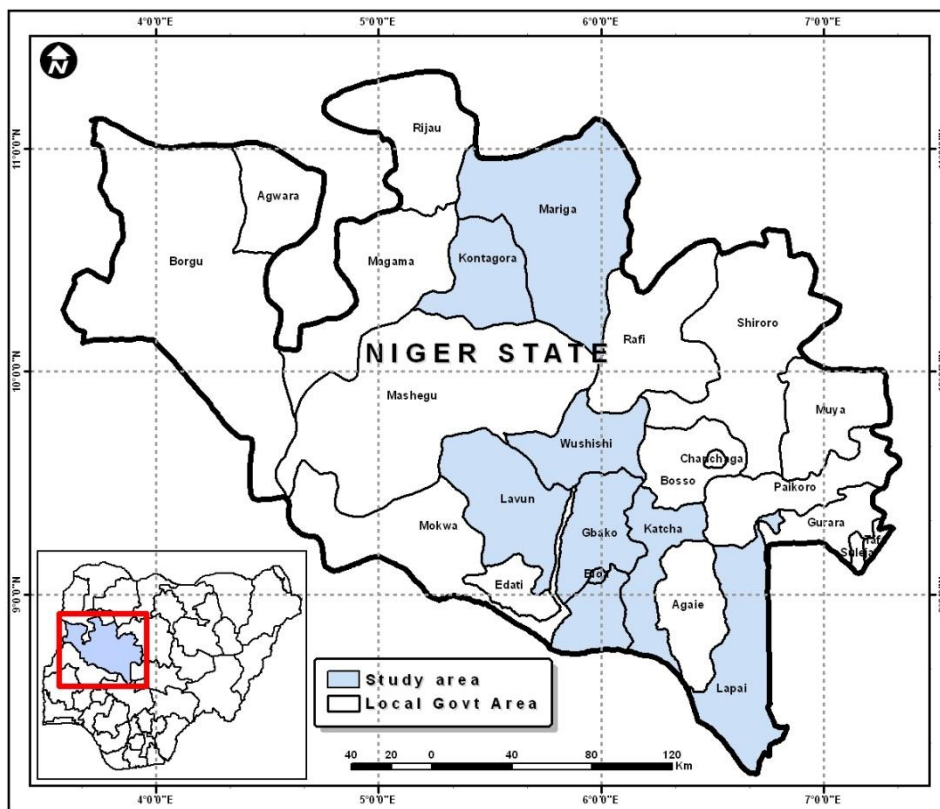 4°0'0"E 5°0'0"E 6°0'0"E 7°0'0"E
N
Rijau
11°0'0"N
Agwara
Mariga
Borgu
Magama
Kontagora
Shiroro
Rafi
NIGER STATE
10°0'0"N
Mashegu
Muya
Wushishi
Chanchaga
Bosso
Paikoro
Lavun
Mokwa
Gbako
Katcha
Gurara
Suleja
Edati
9°0'0"N
Agaie
Lapai
Study area
Local Govt Area
40 20 0 40 80 120
Km
4°0'0"E 5°0'0"E 6°0'0"E 7°0'0"E